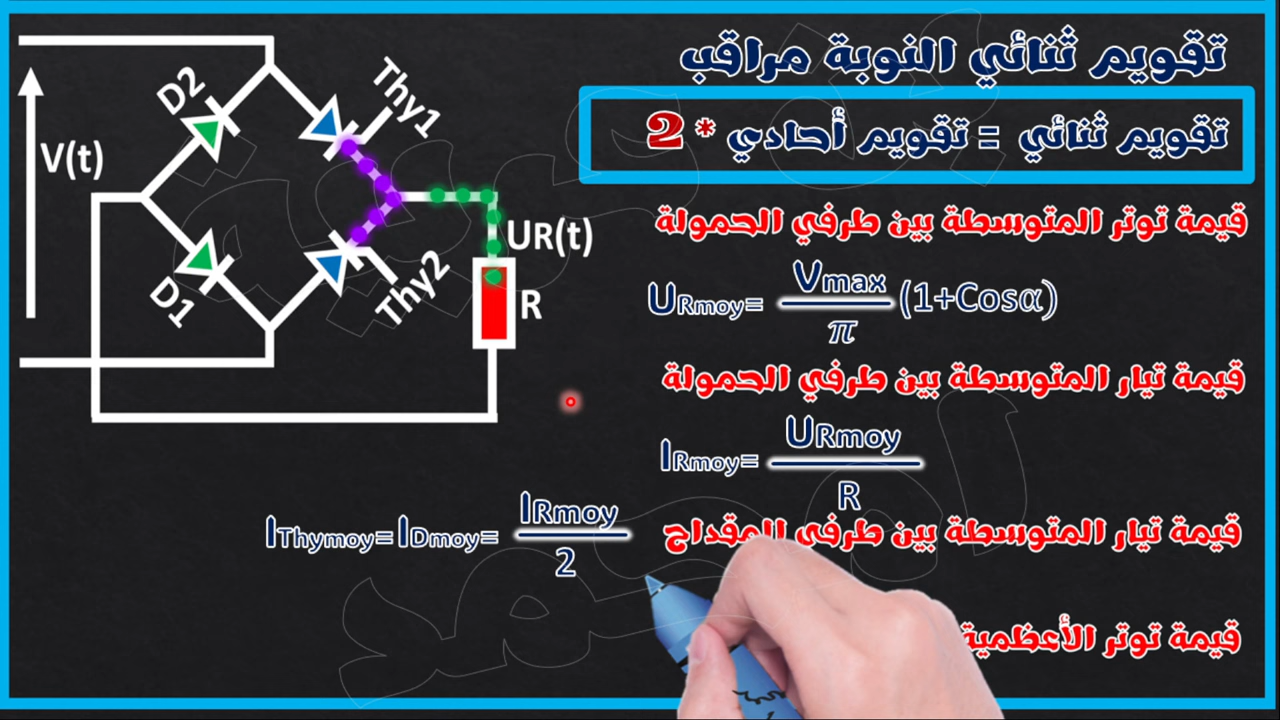 تقويم ثنائي النوبة مراقب
تقويم ثنائي = تقويم أحادي * 2
قيمة توتر المتوسطة بين طرفي الحمولة
URmoy= Vmax/π (1+Cosα)
قيمة تيار المتوسطة بين طرفي الحمولة
IRmoy= URmoy/R
قيمة تيار المتوسطة بين طرفي المقداح
IThymoy= IDmoy= IRmoy/2
قيمة توتر الأعظمية
V(t)
D2
Thy1
D1
Thy2
UR(t)
R